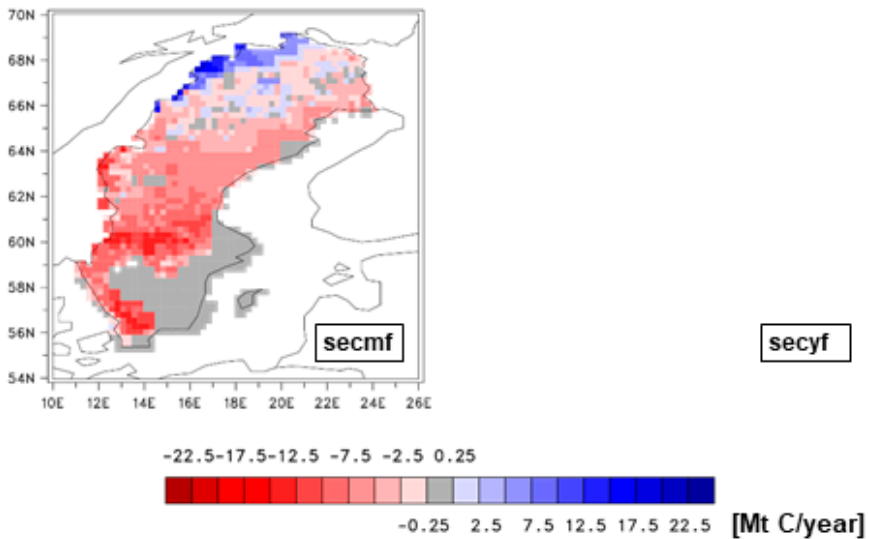 70N
68N
66N
64N
62N
60N
58N
56N
54N
secmf
secyf
10E 12E 14E 16E 18E 20E 22E 24E 26E
-22.5-17.5-12.5 -7.5 -2.5 0.25
-0.25 2.5 7.5 12.5 17.5 22.5 [Mt C/year]